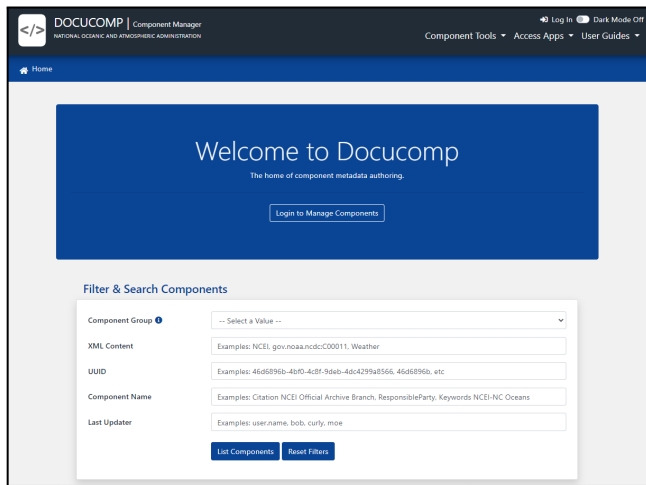 </>
DOCUCOMP | Component Manager
NATIONAL OCEANIC AND ATMOSPHERIC ADMINISTRATION
Log In Dark Mode Off
Component Tools Access Apps User Guides
Home
Welcome to Docucomp
The home of component metadata authoring.
Login to Manage Components
Filter & Search Components
Component Group -- Select a Value --
XML Content Examples: NCEI, gov.noaa.ncdc:C00011, Weather
UUID Examples: 46d6896b-4bf0-4c8f-9deb-4dc4299a8566, 46d6896b, etc
Component Name Examples: Citation NCEI Official Archive Branch, ResponsibleParty, Keywords NCEI-NC Oceans
Last Updater Examples: user.name, bob, curly, moe
List Components Reset Filters